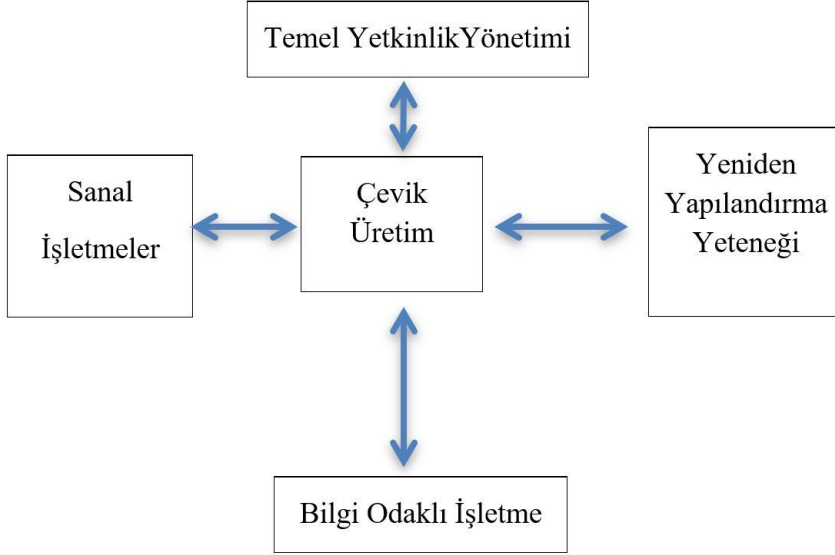 Temel YetkinlikYönetimi
Sanal
İşletmeler
Çevik
Üretim
Yeniden
Yapılandırma
Yeteneği
Bilgi Odaklı İşletme